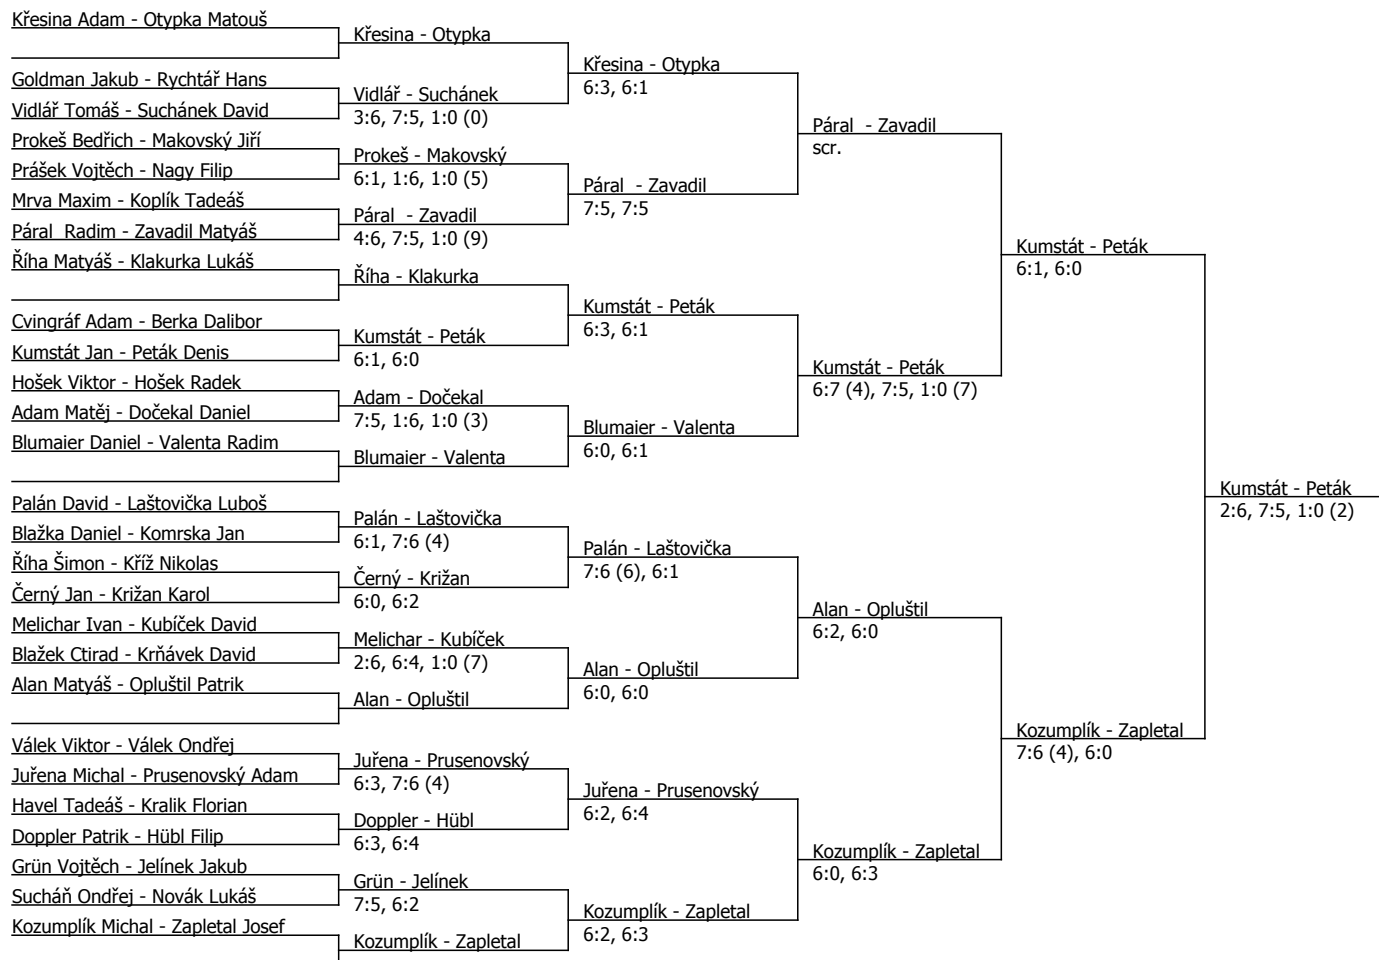 Křesina Adam - Otypka Matouš
Goldman Jakub - Rychtář Hans
Vidlář Tomáš - Suchánek David
Prokeš Bedřich - Makovský Jiří
Prášek Vojtěch - Nagy Filip
Mrva Maxim - Koplík Tadeáš
Páral  Radim - Zavadil Matyáš
Říha Matyáš - Klakurka Lukáš
Cvingráf Adam - Berka Dalibor
Kumstát Jan - Peták Denis
Hošek Viktor - Hošek Radek
Adam Matěj - Dočekal Daniel
Blumaier Daniel - Valenta Radim
Palán David - Laštovička Luboš
Blažka Daniel - Komrska Jan
Říha Šimon - Kříž Nikolas
Černý Jan - Križan Karol
Melichar Ivan - Kubíček David
Blažek Ctirad - Krňávek David
Alan Matyáš - Opluštil Patrik
Válek Viktor - Válek Ondřej
Juřena Michal - Prusenovský Adam
Havel Tadeáš - Kralik Florian
Doppler Patrik - Hübl Filip
Grün Vojtěch - Jelínek Jakub
Sucháň Ondřej - Novák Lukáš
Kozumplík Michal - Zapletal Josef
Křesina - Otypka
Vidlář - Suchánek
3:6, 7:5, 1:0 (0)
Prokeš - Makovský
6:1, 1:6, 1:0 (5)
Páral  - Zavadil
4:6, 7:5, 1:0 (9)
Říha - Klakurka
Kumstát - Peták
6:1, 6:0
Adam - Dočekal
7:5, 1:6, 1:0 (3)
Blumaier - Valenta
Palán - Laštovička
6:1, 7:6 (4)
Černý - Križan
6:0, 6:2
Melichar - Kubíček
2:6, 6:4, 1:0 (7)
Alan - Opluštil
Juřena - Prusenovský
6:3, 7:6 (4)
Doppler - Hübl
6:3, 6:4
Grün - Jelínek
7:5, 6:2
Kozumplík - Zapletal
Křesina - Otypka
6:3, 6:1
Páral  - Zavadil
7:5, 7:5
Kumstát - Peták
6:3, 6:1
Blumaier - Valenta
6:0, 6:1
Palán - Laštovička
7:6 (6), 6:1
Alan - Opluštil
6:0, 6:0
Juřena - Prusenovský
6:2, 6:4
Kozumplík - Zapletal
6:2, 6:3
Páral  - Zavadil
scr.
Kumstát - Peták
6:7 (4), 7:5, 1:0 (7)
Alan - Opluštil
6:2, 6:0
Kozumplík - Zapletal
6:0, 6:3
Kumstát - Peták
6:1, 6:0
Kozumplík - Zapletal
7:6 (4), 6:0
Kumstát - Peták
2:6, 7:5, 1:0 (2)